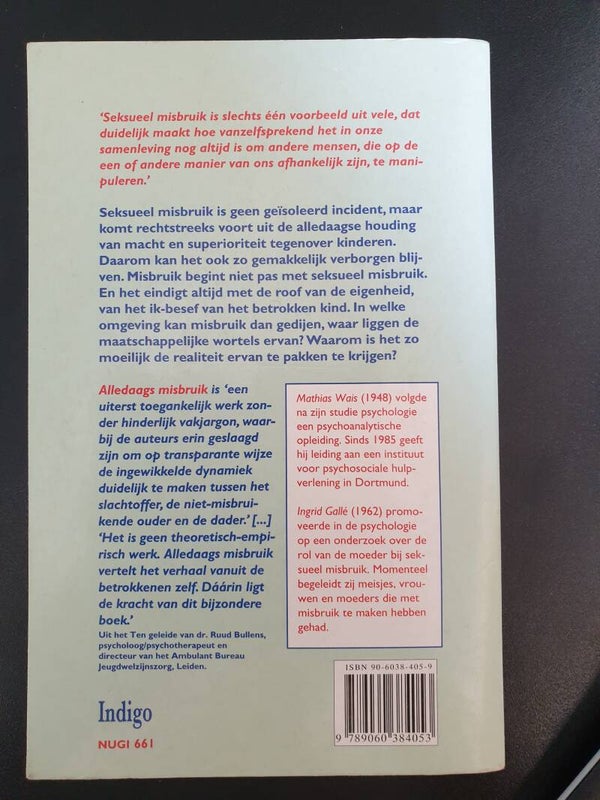 ‘Seksueel misbruik is slechts één voorbeeld uit vele, dat
duidelijk maakt hoe vanzelfsprekend het in onze
samenleving nog altijd is om andere mensen, die op de
een of andere manier van ons afhankelijk zijn, te mani-
puleren.’
Seksueel misbruik is geen geïsoleerd incident, maar
komt rechtstreeks voort uit de alledaagse houding
van macht en superioriteit tegenover kinderen.
Daarom kan het ook zo gemakkelijk verborgen blij-
ven. Misbruik begint niet pas met seksueel misbruik.
En het eindigt altijd met de roof van de eigenheid,
van het ik-besef van het betrokken kind. In welke
omgeving kan misbruik dan gedijen, waar liggen de
maatschappelijke wortels ervan? Waarom is het zo
moeilijk de realiteit ervan te pakken te krijgen?
Alledaags misbruik is ‘een
uiterst toegankelijk werk zon-
der hinderlijk vakjargon, waar-
bij de auteurs erin geslaagd
zijn om op transparante wijze
de ingewikkelde dynamiek
duidelijk te maken tussen het
slachtoffer, de niet-misbrui-
kende ouder en de dader.’ [...]
‘Het is geen theoretisch-empi-
risch werk. Alledaags misbruik
vertelt het verhaal vanuit de
betrokkenen zelf. Dáárin ligt
de kracht van dit bijzondere
boek.’
Uit het Ten geleide van dr. Ruud Bullens,
psycholoog/psychotherapeut en
directeur van het Ambulant Bureau
Jeugdwelzijnszorg, Leiden.
Mathias Wais (1948) volgde
na zijn studie psychologie
een psychoanalytische
opleiding. Sinds 1985 geeft
hij leiding aan een instituut
voor psychosociale hulp-
verlening in Dortmund.
Ingrid Gallé (1962) promo-
veerde in de psychologie
op een onderzoek over de
rol van de moeder bij sek-
sueel misbruik. Momenteel
begeleidt zij meisjes, vrou-
wen en moeders die met
misbruik te maken hebben
gehad.
ISBN 90-6038-405-9
9 789060 384053
Indigo
NUGI 661